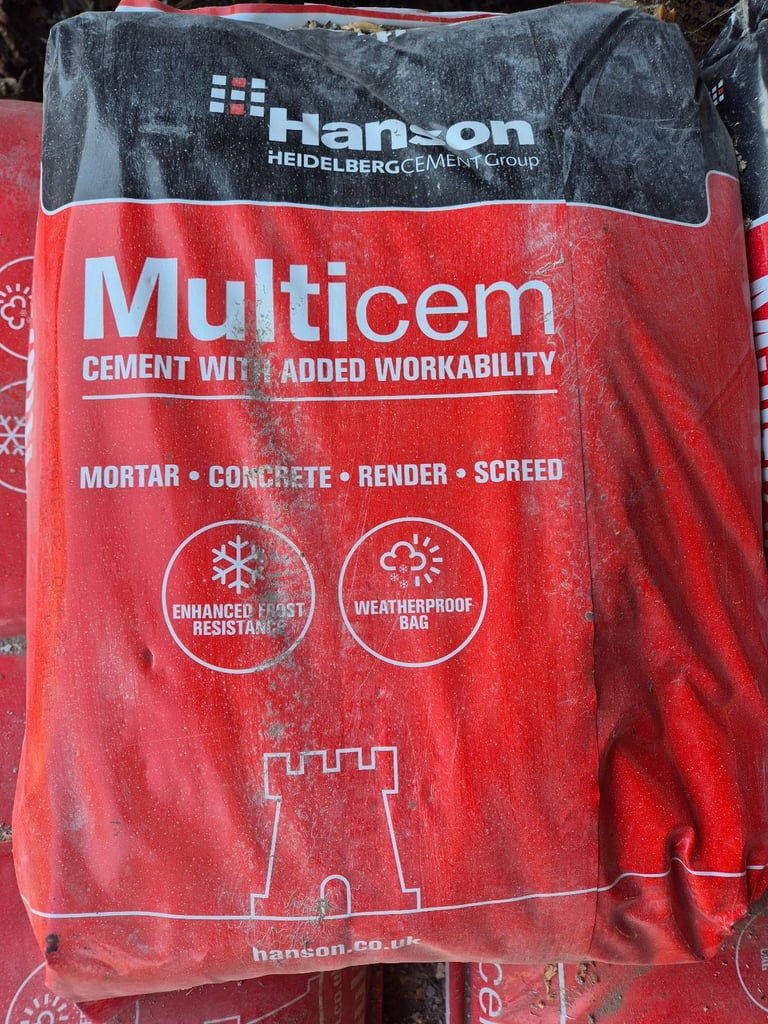 Hanson
HEIDELBERGCEMENT Group
Multicem
CEMENT WITH ADDED WORKABILITY
MORTAR • CONCRETE • RENDER • SCREED
ENHANCED FROST
RESISTANCE
WEATHERPROOF
BAG
hanson.co.uk